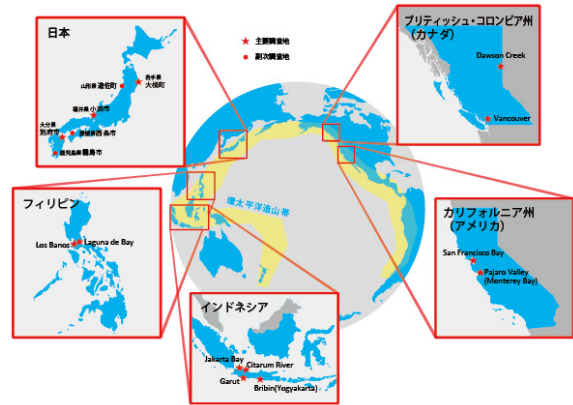 日本
山形県 遊佐町
岩手県
大槌町
福井県 小浜市
大分県
別府市
愛媛県西条市
鹿児島県
★ 主要調査地
● 副次調査地
ブリティッシュ・コロンビア州
（カナダ）
Dawson Creek
Vancouver
環太平洋造山帯
フィリピン
Los Banos
Laguna de Bay
カリフォルニア州
（アメリカ）
San Francisco Bay
Pajaro Valley
(Monterey Bay)
インドネシア
Jakarta Bay
Citarum River
Garut
Bribin(Yogyakarta)